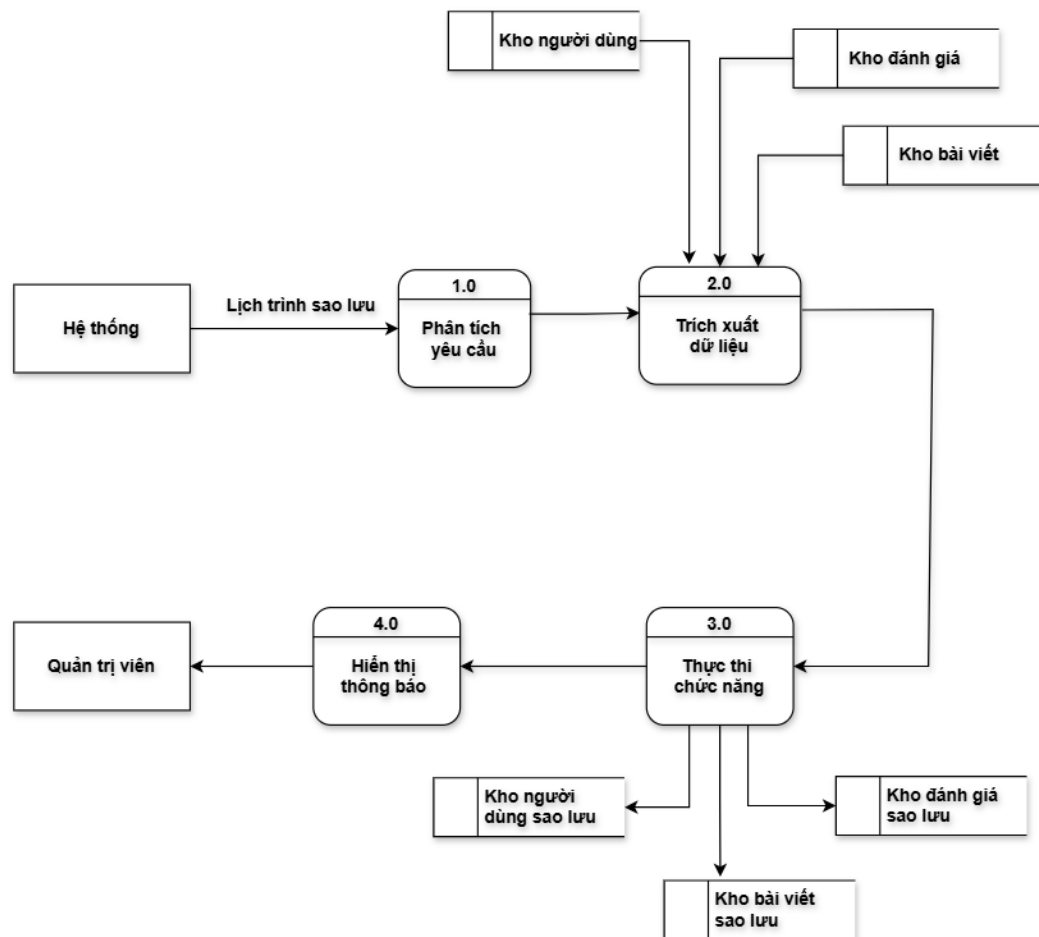 Kho người dùng
Kho đánh giá
Kho bài viết
Hệ thống
Lịch trình sao lưu
1.0
Phân tích
yêu cầu
2.0
Trích xuất
dữ liệu
Quản trị viên
4.0
Hiển thị
thông báo
3.0
Thực thi
chức năng
Kho người
dùng sao lưu
Kho đánh giá
sao lưu
Kho bài viết
sao lưu